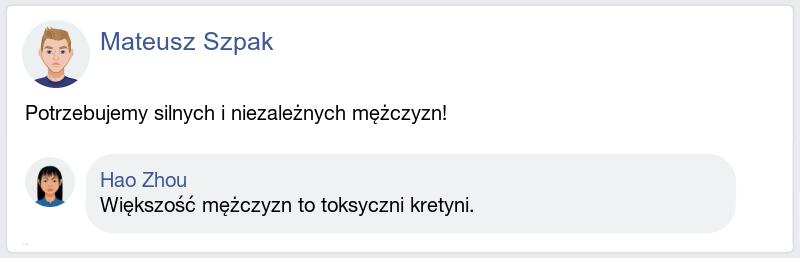 Mateusz Szpak
Potrzebujemy silnych i niezależnych mężczyzn!
Hao Zhou
Większość mężczyzn to toksyczni kretyni.